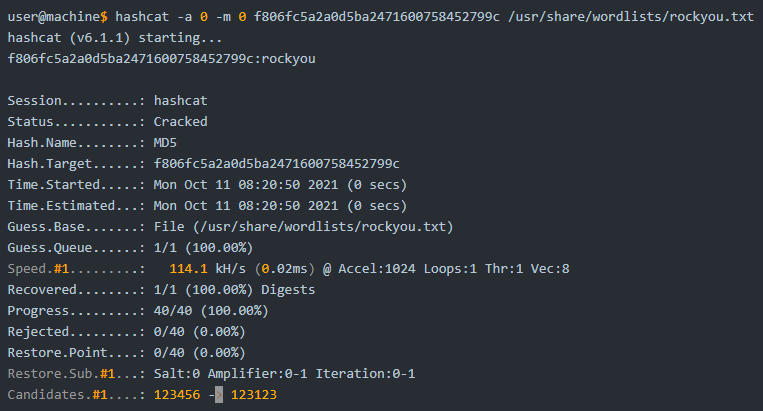 user@machine$ hashcat -a 0 -m 0 f806fc5a2a0d5ba2471600758452799c /usr/share/wordlists/rockyou.txt
hashcat (v6.1.1) starting...
f806fc5a2a0d5ba2471600758452799c:rockyou

Session..........: hashcat
Status...........: Cracked
Hash.Name........: MD5
Hash.Target......: f806fc5a2a0d5ba2471600758452799c
Time.Started.....: Mon Oct 11 08:20:50 2021 (0 secs)
Time.Estimated...: Mon Oct 11 08:20:50 2021 (0 secs)
Guess.Base.......: File (/usr/share/wordlists/rockyou.txt)
Guess.Queue......: 1/1 (100.00%)
Speed.#1.........:   114.1 kH/s (0.02ms) @ Accel:1024 Loops:1 Thr:1 Vec:8
Recovered........: 1/1 (100.00%) Digests
Progress.........: 40/40 (100.00%)
Rejected.........: 0/40 (0.00%)
Restore.Point....: 0/40 (0.00%)
Restore.Sub.#1...: Salt:0 Amplifier:0-1 Iteration:0-1
Candidates.#1....: 123456 -> 123123